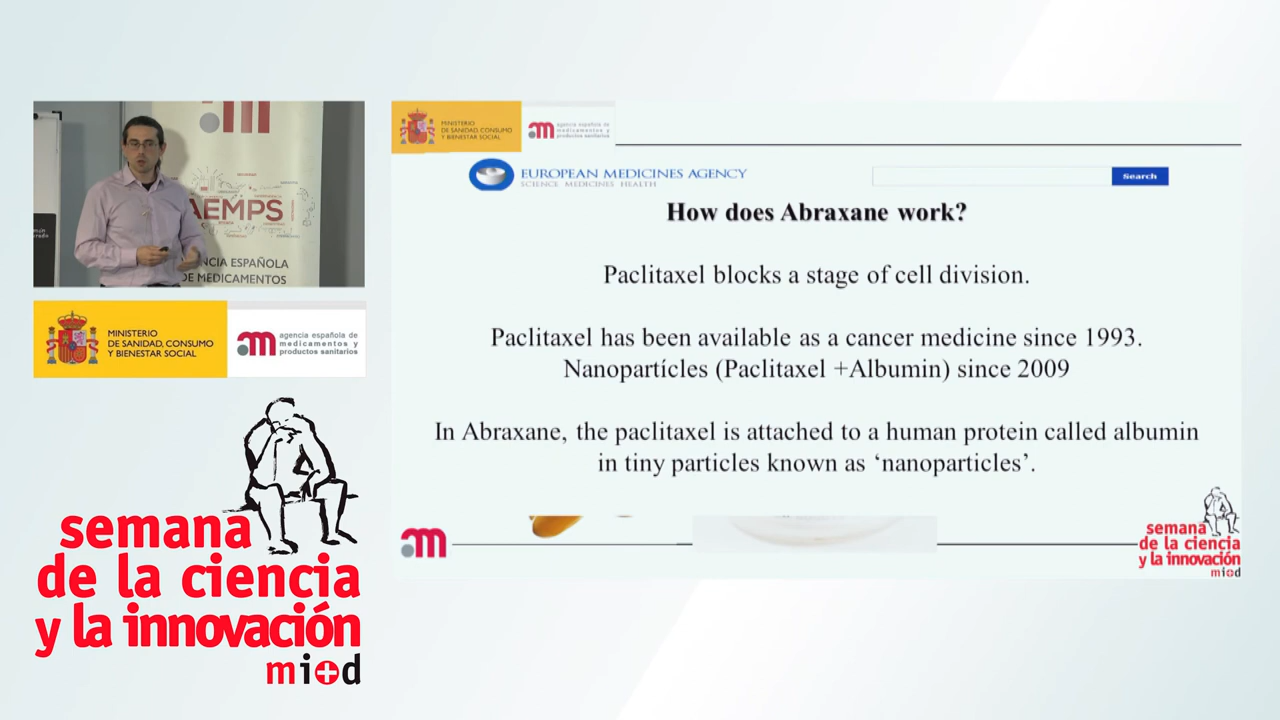 AEMPS
NCIA ESPAÑOLA
DE MEDICAMENTOS
MINISTERIO
DE SANIDAD, CONSUMO
Y BIENESTAR SOCIAL
agencia española de
medicamentos y
productos sanitarios
semana
de la ciencia
y la innovación
mi+d
MINISTERIO
DE SANIDAD, CONSUMO
Y BIENESTAR SOCIAL
agencia española de
medicamentos y
productos sanitarios
EUROPEAN MEDICINES AGENCY
SCIENCE MEDICINES HEALTH
Search
How does Abraxane work?
Paclitaxel blocks a stage of cell division.
Paclitaxel has been available as a cancer medicine since 1993.
Nanopartícles (Paclitaxel +Albumin) since 2009
In Abraxane, the paclitaxel is attached to a human protein called albumin
in tiny particles known as ‘nanoparticles’.
semana
de la ciencia
y la innovación
mi+d